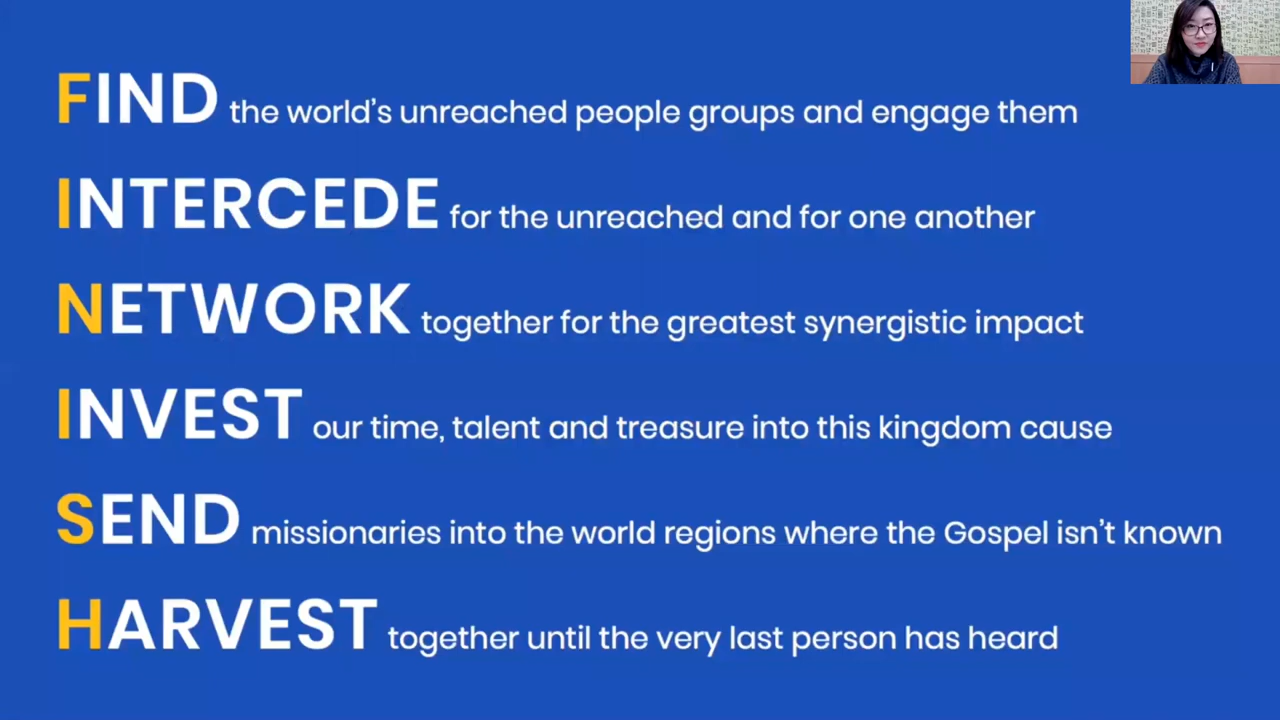 FIND the world's unreached people groups and engage them
INTERCEDE for the unreached and for one another
NETWORK together for the greatest synergistic impact
INVEST our time, talent and treasure into this kingdom cause
SEND missionaries into the world regions where the Gospel isn't known
HARVEST together until the very last person has heard